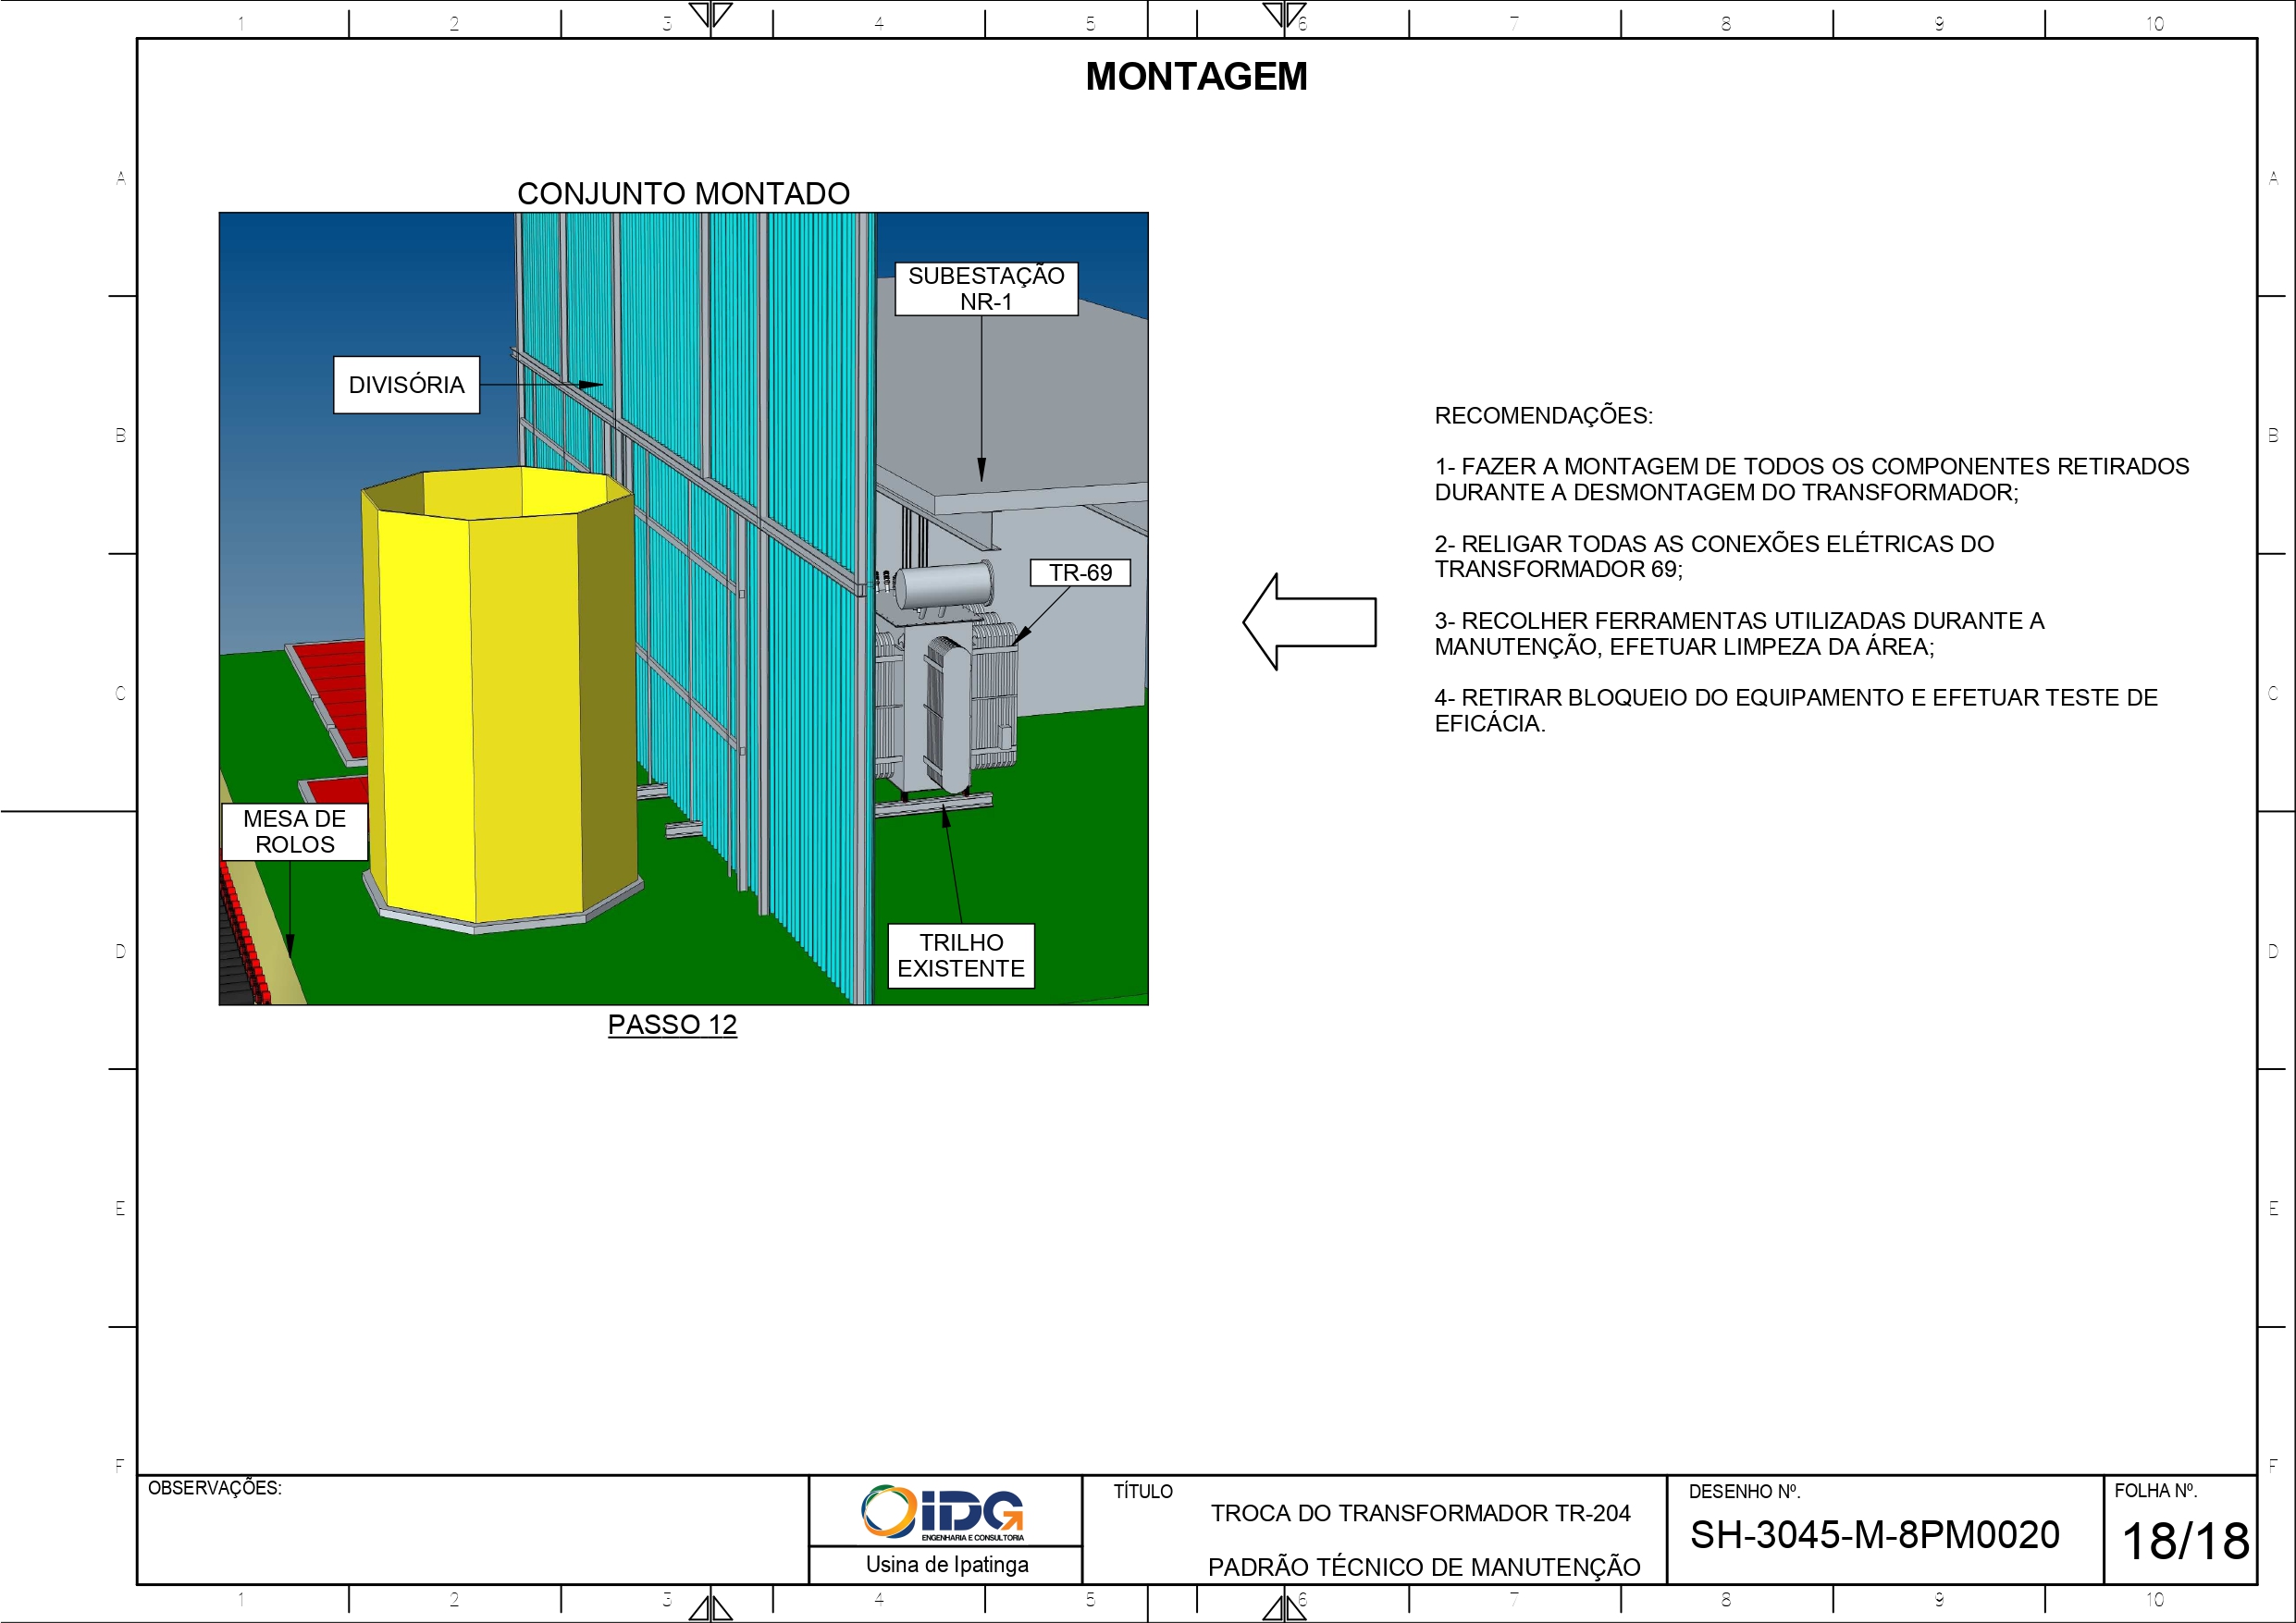 1 2 3 4 5 6 7 8 9 10
MONTAGEM
A A
CONJUNTO MONTADO
SUBESTAÇÃO
NR-1
DIVISÓRIA
RECOMENDAÇÕES:
B B
1- FAZER A MONTAGEM DE TODOS OS COMPONENTES RETIRADOS
DURANTE A DESMONTAGEM DO TRANSFORMADOR;
2- RELIGAR TODAS AS CONEXÕES ELÉTRICAS DO
TRANSFORMADOR 69;
TR-69
3- RECOLHER FERRAMENTAS UTILIZADAS DURANTE A
MANUTENÇÃO, EFETUAR LIMPEZA DA ÁREA;
C C
4- RETIRAR BLOQUEIO DO EQUIPAMENTO E EFETUAR TESTE DE
EFICÁCIA.
MESA DE
ROLOS
TRILHO
EXISTENTE
D D
PASSO 12
E E
F F
OBSERVAÇÕES:
IDG
ENGENHARIA E CONSULTORIA
Usina de Ipatinga
TÍTULO
TROCA DO TRANSFORMADOR TR-204
PADRÃO TÉCNICO DE MANUTENÇÃO
DESENHO Nº.
SH-3045-M-8PM0020
FOLHA Nº.
18/18
1 2 3 4 5 6 7 8 9 10